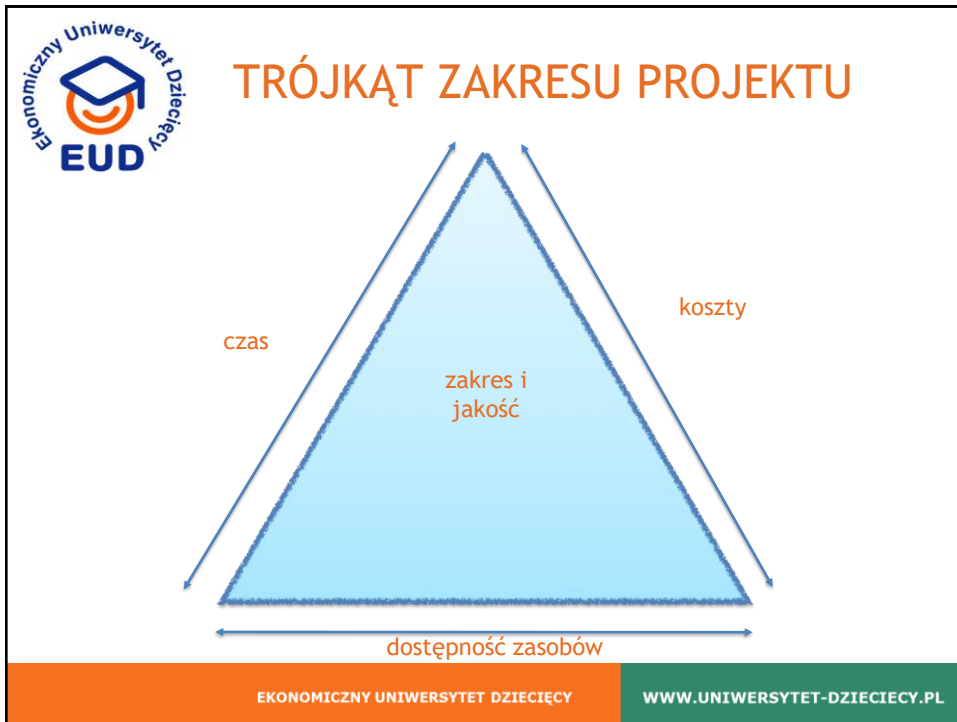 Ekonomiczny Uniwersytet Dziecięcy
EUD
TRÓJKĄT ZAKRESU PROJEKTU
czas
koszty
zakres i
jakość
dostępność zasobów
EKONOMICZNY UNIWERSYTET DZIECIĘCY
WWW.UNIWERSYTET-DZIECIECY.PL